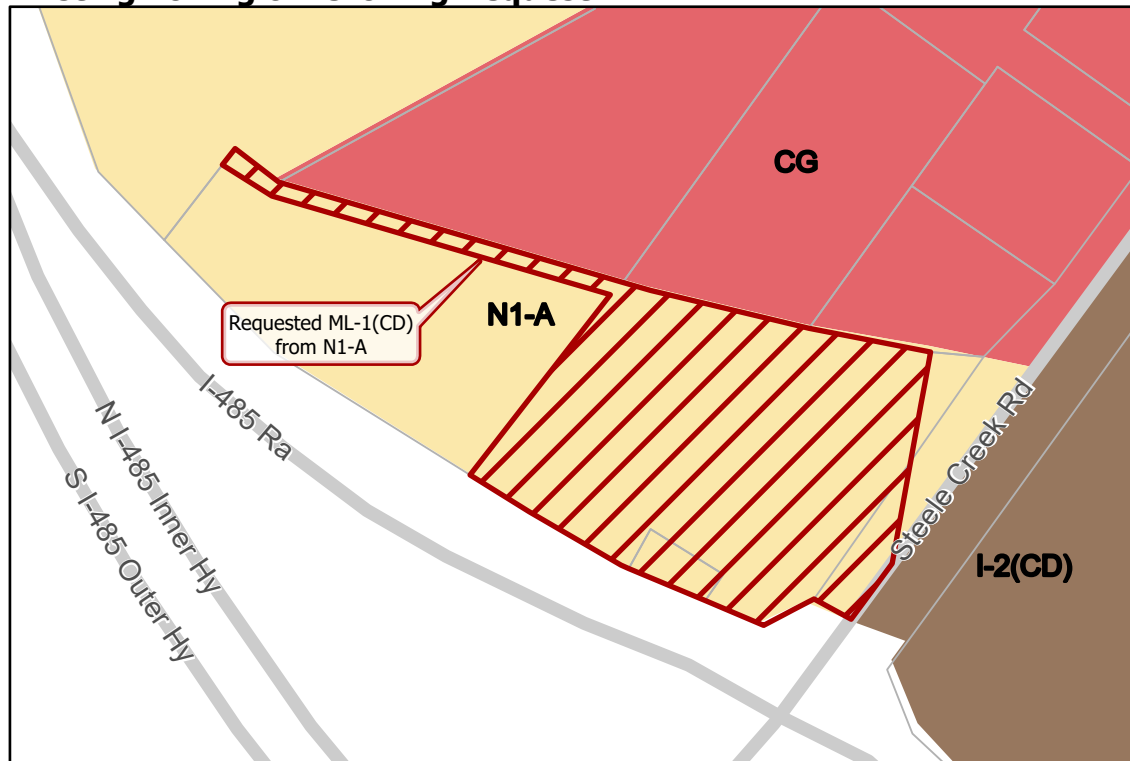 CG
N1-A
Requested ML-1(CD)
from N1-A
I-485 Ra
N I-485 Inner Hy
S I-485 Outer Hy
Steele Creek Rd
I-2(CD)